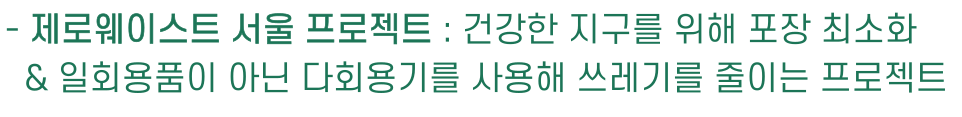 - 제로웨이스트 서울 프로젝트 : 건강한 지구를 위해 포장 최소화
& 일회용품이 아닌 다회용기를 사용해 쓰레기를 줄이는 프로젝트